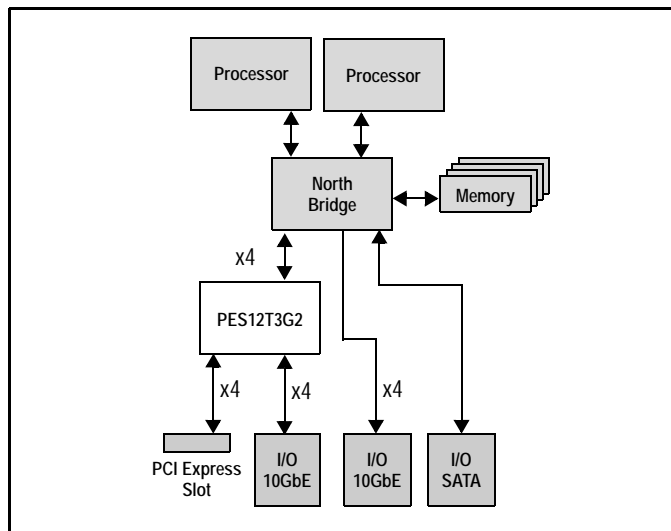 Processor
Processor
North
Bridge
Memory
x4
PES12T3G2
x4
x4
x4
PCI Express
Slot
I/O
10GbE
I/O
10GbE
I/O
SATA